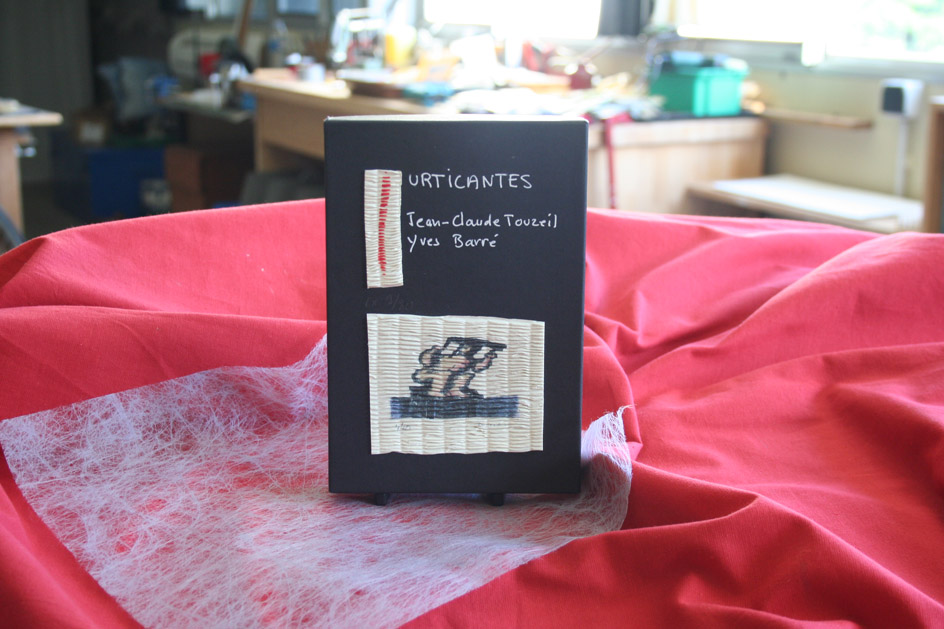 URTICANTES
Jean-Claude Touzeil
Yves Barré